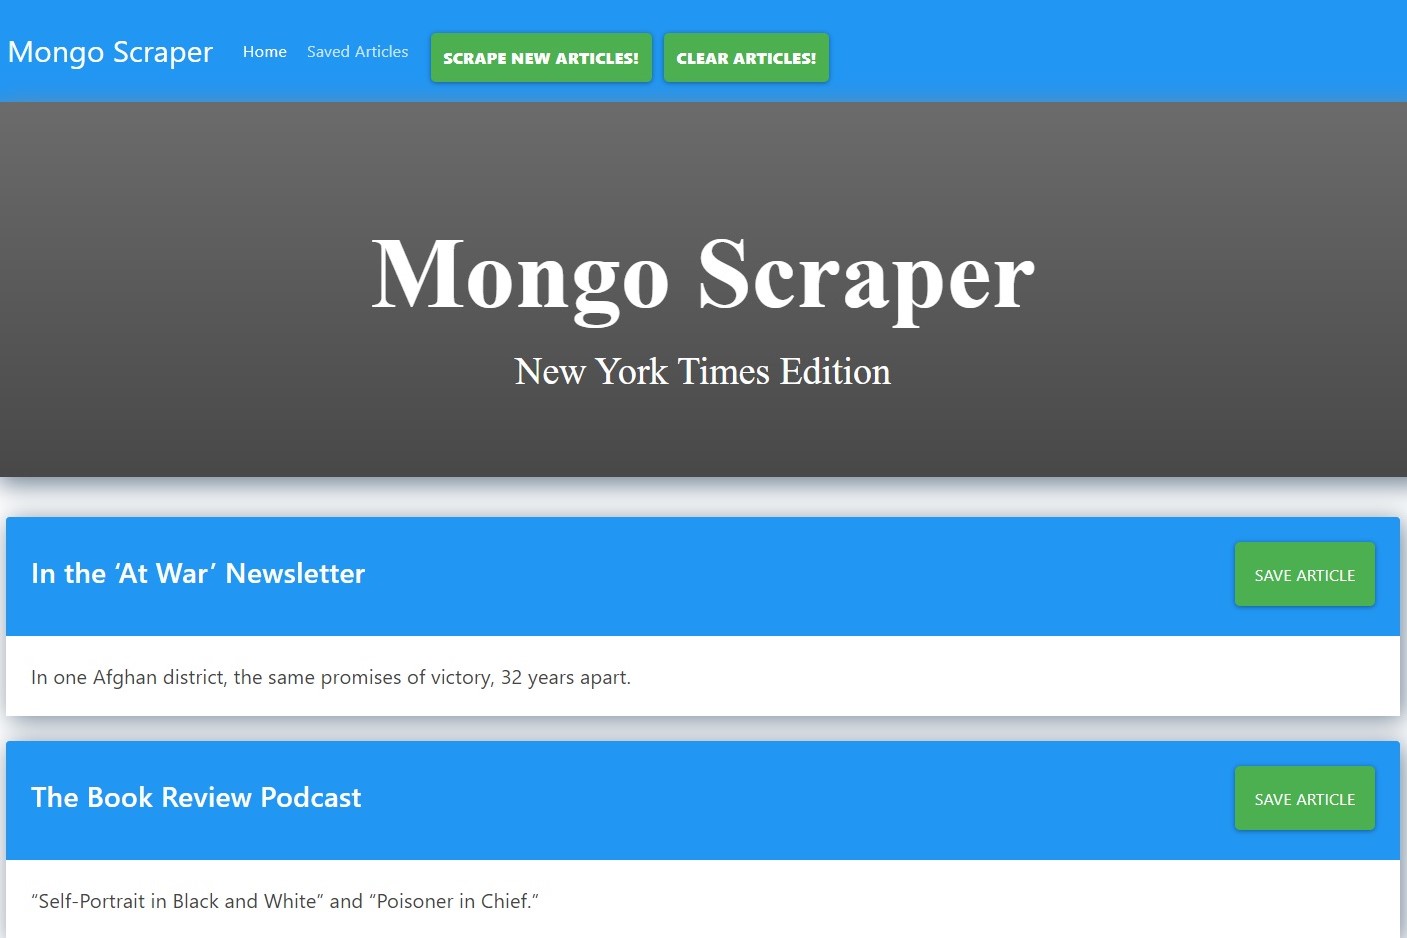 Mongo Scraper Home Saved Articles SCRAPE NEW ARTICLES! CLEAR ARTICLES!
Mongo Scraper
New York Times Edition
In the ‘At War’ Newsletter SAVE ARTICLE
In one Afghan district, the same promises of victory, 32 years apart.
The Book Review Podcast SAVE ARTICLE
“Self-Portrait in Black and White” and “Poisoner in Chief.”